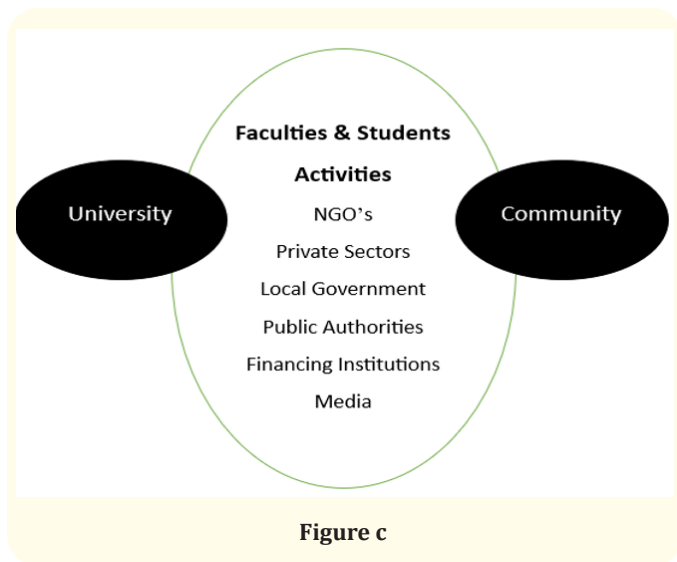 Faculties & Students
Activities
University
NGO's
Community
Private Sectors
Local Government
Public Authorities
Financing Institutions
Media
Figure c